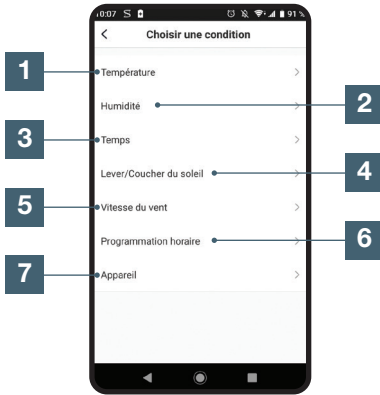 10:07 S 91 %
Choisir une condition
1
Température
Humidité
2
3
Temps
Lever/Coucher du soleil
4
5
Vitesse du vent
Programmation horaire
6
7
Appareil